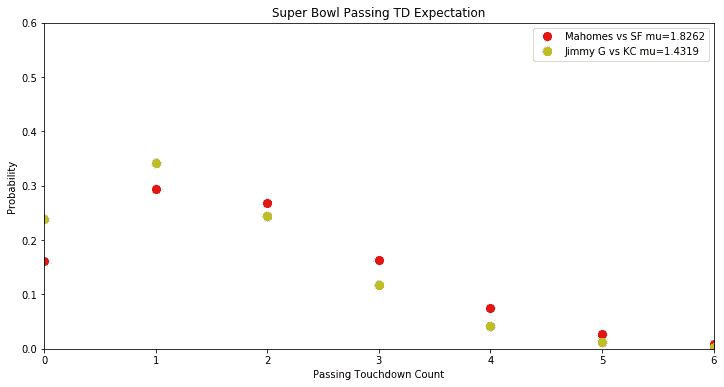 Super Bowl Passing TD Expectation
Mahomes vs SF mu=1.8262
Jimmy G vs KC mu=1.4319
0.6
0.5
0.4
0.3
0.2
0.1
0.0
Probability
0 1 2 3 4 5 6
Passing Touchdown Count